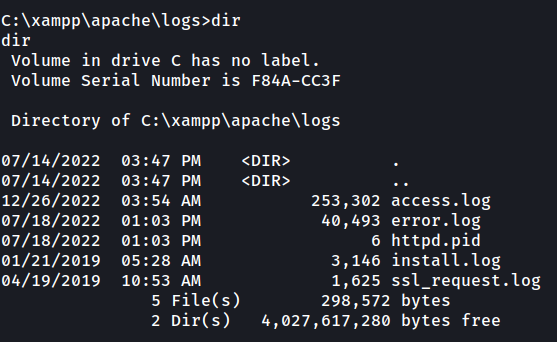 C:\xampp\apache\logs>dir
dir
 Volume in drive C has no label.
 Volume Serial Number is F84A-CC3F

 Directory of C:\xampp\apache\logs

07/14/2022  03:47 PM    <DIR>          .
07/14/2022  03:47 PM    <DIR>          ..
12/26/2022  03:54 AM           253,302 access.log
07/18/2022  01:03 PM            40,493 error.log
07/18/2022  01:03 PM                 6 httpd.pid
01/21/2019  05:28 AM             3,146 install.log
04/19/2019  10:53 AM             1,625 ssl_request.log
               5 File(s)        298,572 bytes
               2 Dir(s)   4,027,617,280 bytes free